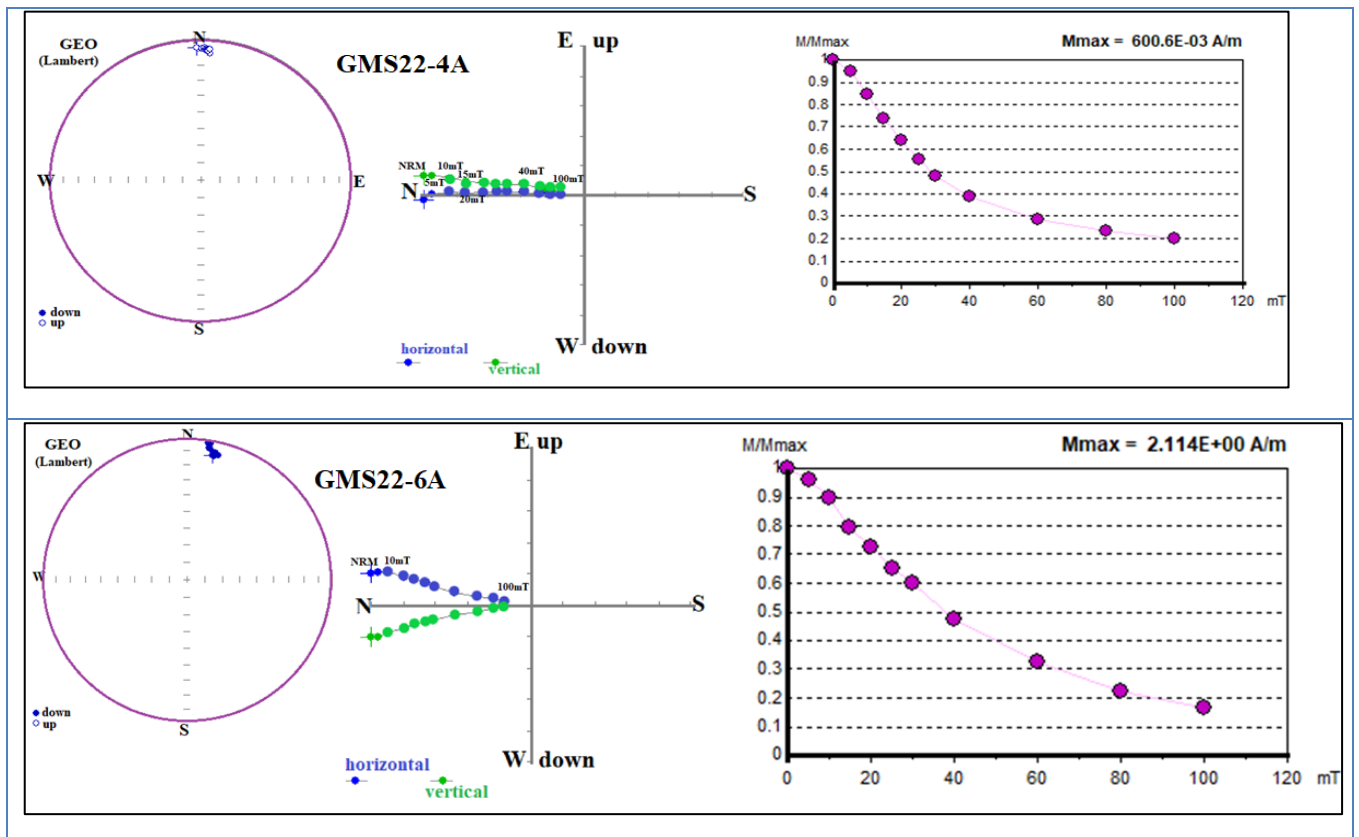 GEO
(Lambert)
N
W
E
S
GMS22-4A
down
up
E up
NRM
10mT
5mT
15mT
20mT
40mT
100mT
N
S
W down
horizontal
vertical
M/Mmax
Mmax = 600.6E-03 A/m
1
0.9
0.8
0.7
0.6
0.5
0.4
0.3
0.2
0.1
0
0 20 40 60 80 100 120 mT
GEO
(Lambert)
N
W
S
GMS22-6A
down
up
E up
NRM 10mT
100mT
N
S
W down
horizontal
vertical
M/Mmax
Mmax = 2.114E+00 A/m
1
0.9
0.8
0.7
0.6
0.5
0.4
0.3
0.2
0.1
0
0 20 40 60 80 100 120 mT